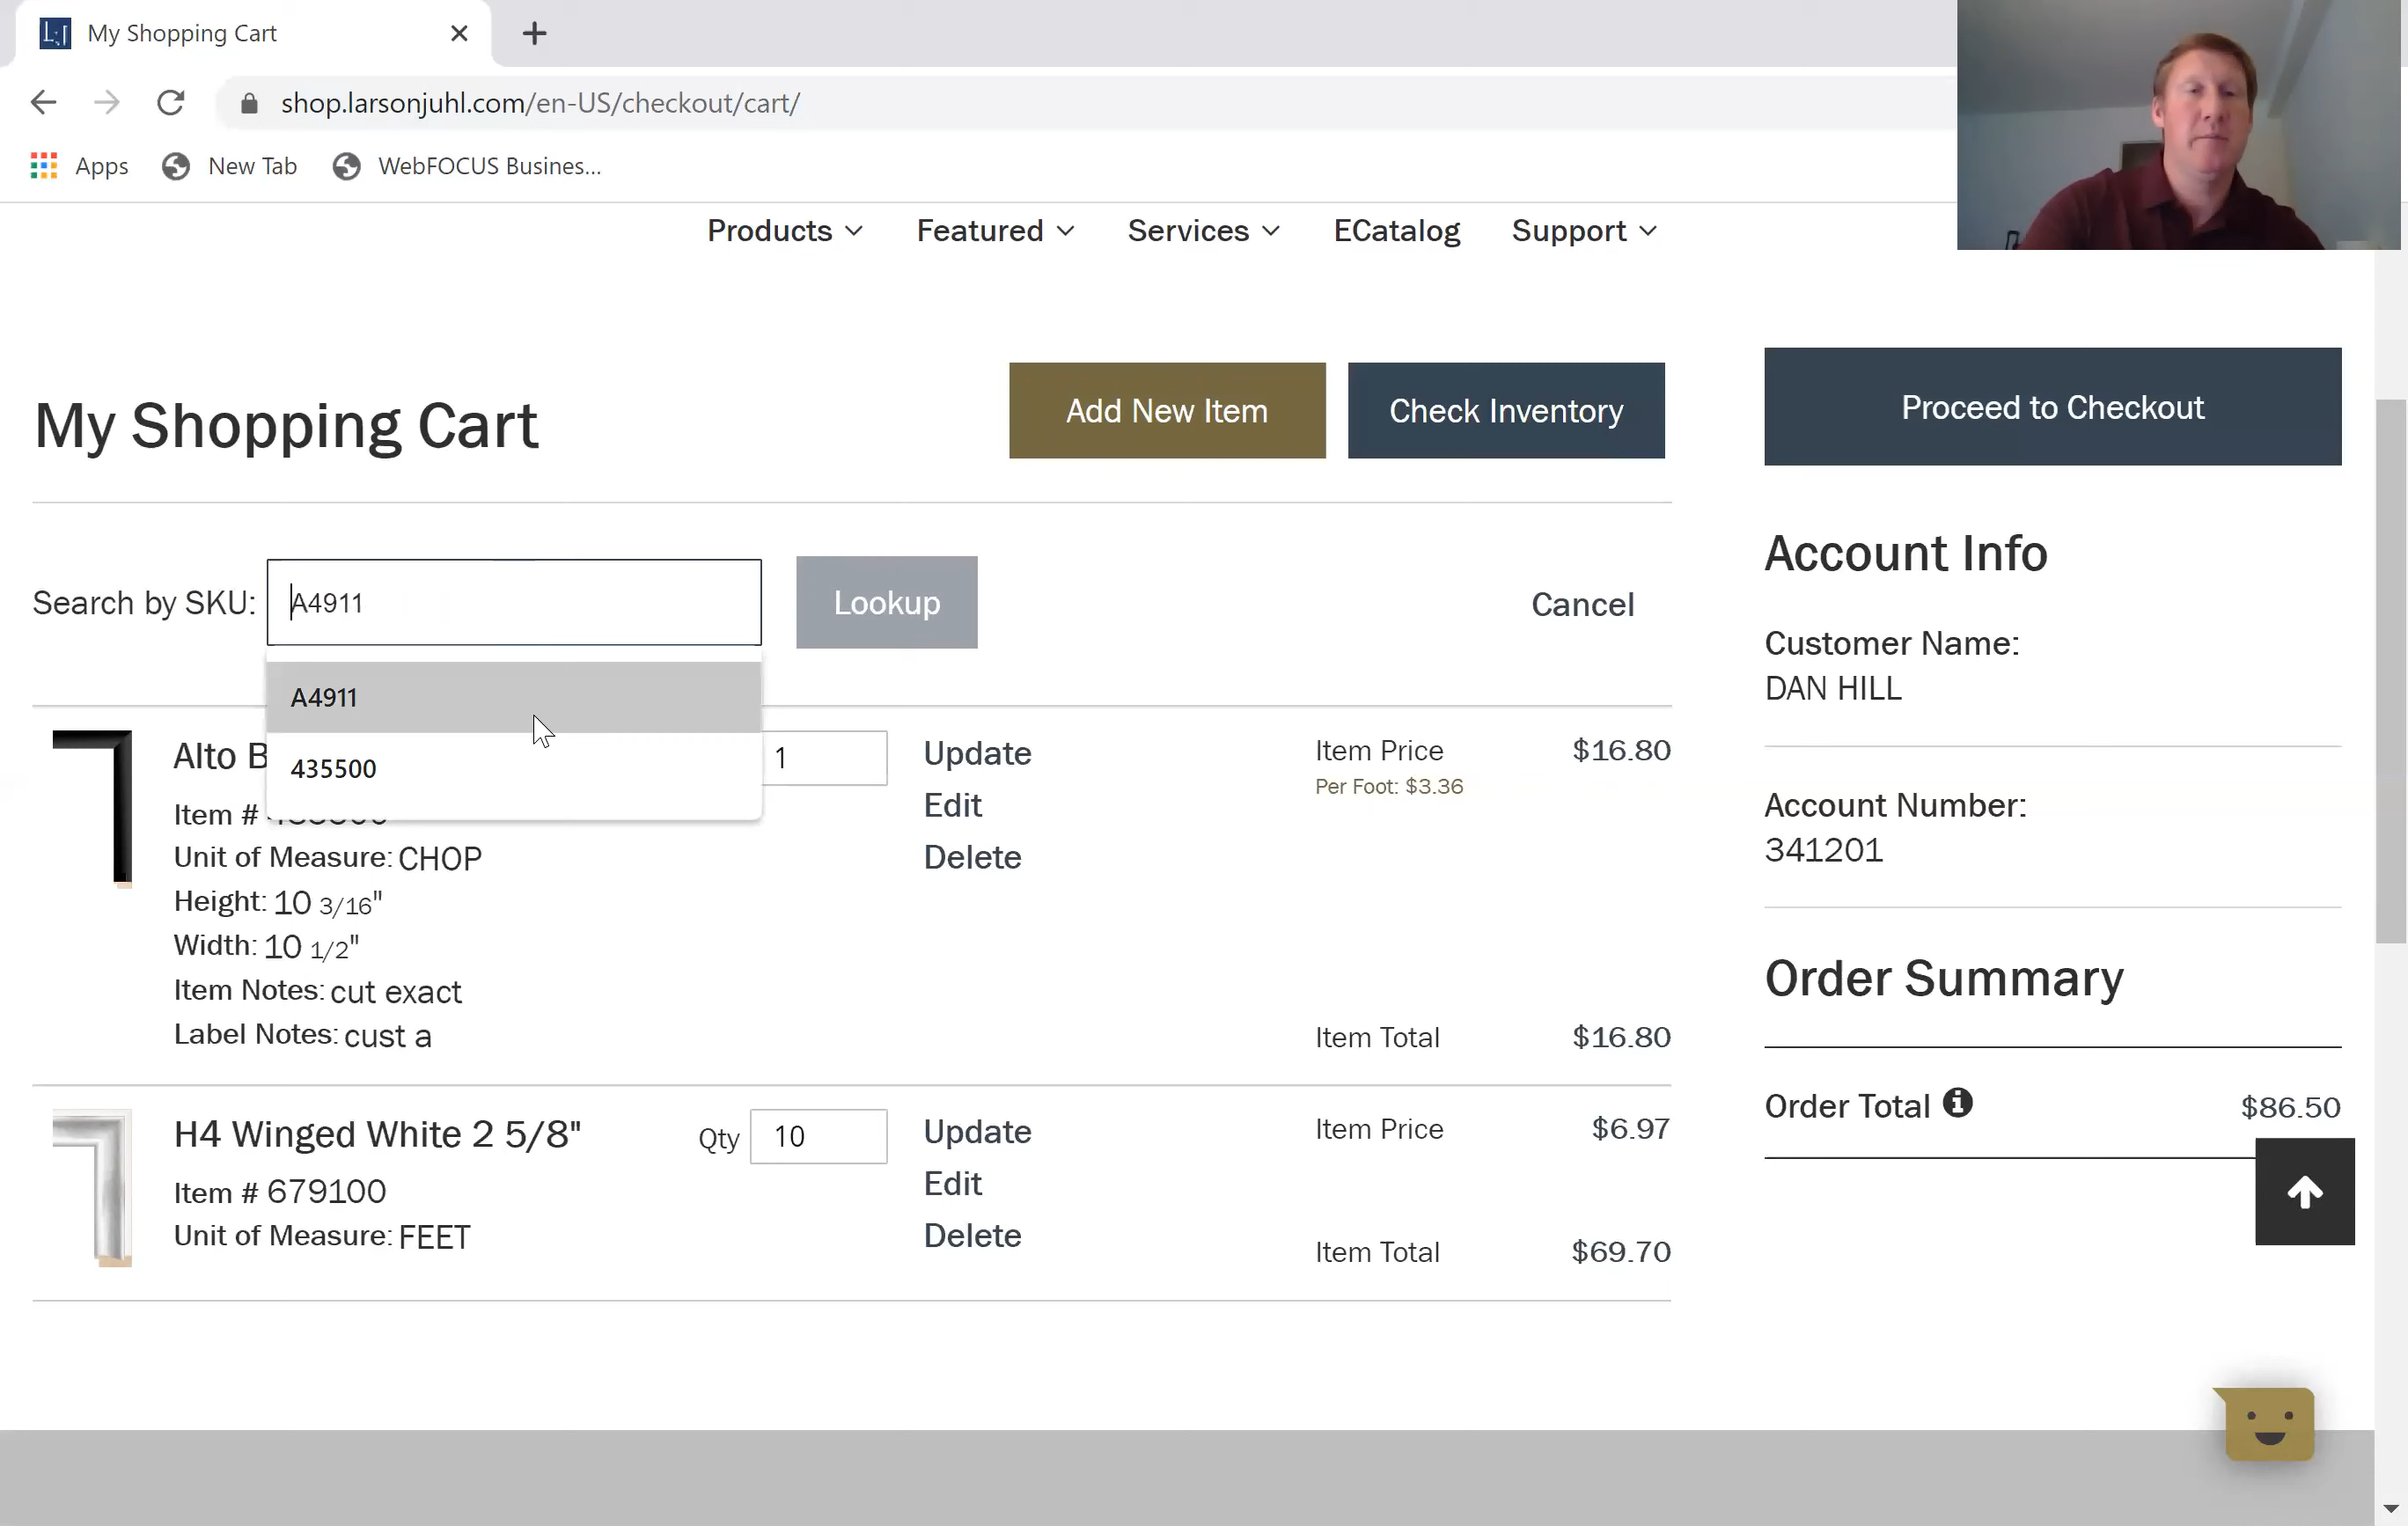 My Shopping Cart
shop.larsonjuhl.com/en-US/checkout/cart/
Apps New Tab WebFOCUS Busines...
Products Featured Services ECatalog Support
My Shopping Cart
Add New Item
Check Inventory
Proceed to Checkout
Search by SKU: A4911
Lookup
Cancel
A4911
435500
Alto B
1
Update
Edit
Delete
Item Price $16.80
Per Foot: $3.36
Item #
Unit of Measure: CHOP
Height: 10 3/16"
Width: 10 1/2"
Item Notes: cut exact
Label Notes: cust a
Item Total $16.80
H4 Winged White 2 5/8"
Qty 10
Update
Edit
Delete
Item Price $6.97
Item # 679100
Unit of Measure: FEET
Item Total $69.70
Account Info
Customer Name:
DAN HILL
Account Number:
341201
Order Summary
Order Total $86.50